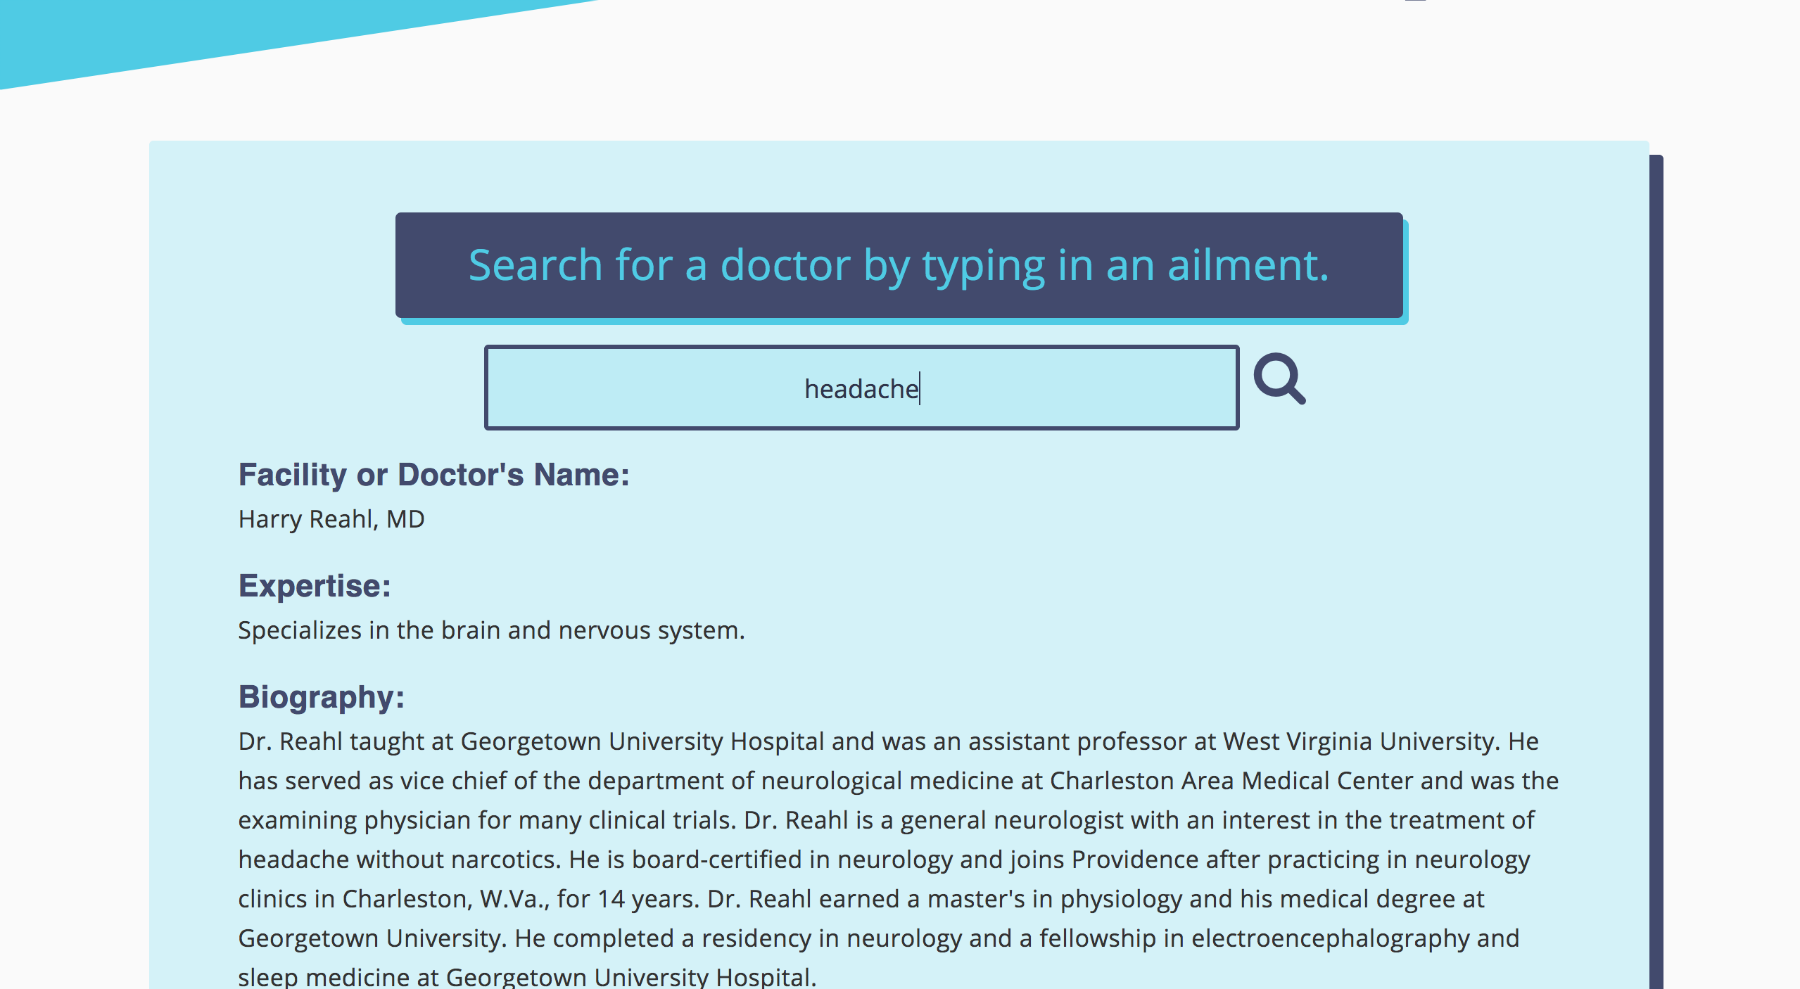 Search for a doctor by typing in an ailment.
headache
Facility or Doctor's Name:
Harry Reahl, MD
Expertise:
Specializes in the brain and nervous system.
Biography:
Dr. Reahl taught at Georgetown University Hospital and was an assistant professor at West Virginia University. He
has served as vice chief of the department of neurological medicine at Charleston Area Medical Center and was the
examining physician for many clinical trials. Dr. Reahl is a general neurologist with an interest in the treatment of
headache without narcotics. He is board-certified in neurology and joins Providence after practicing in neurology
clinics in Charleston, W.Va., for 14 years. Dr. Reahl earned a master's in physiology and his medical degree at
Georgetown University. He completed a residency in neurology and a fellowship in electroencephalography and
sleep medicine at Georgetown University Hospital.